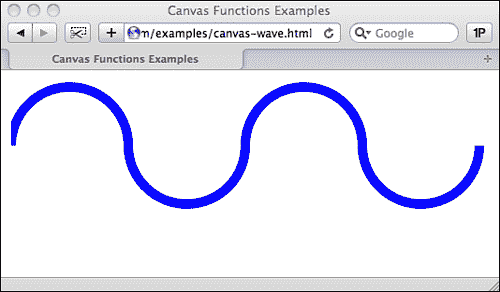 Canvas Functions Examples
m/examples/canvas-wave.html
Google
1P
Canvas Functions Examples